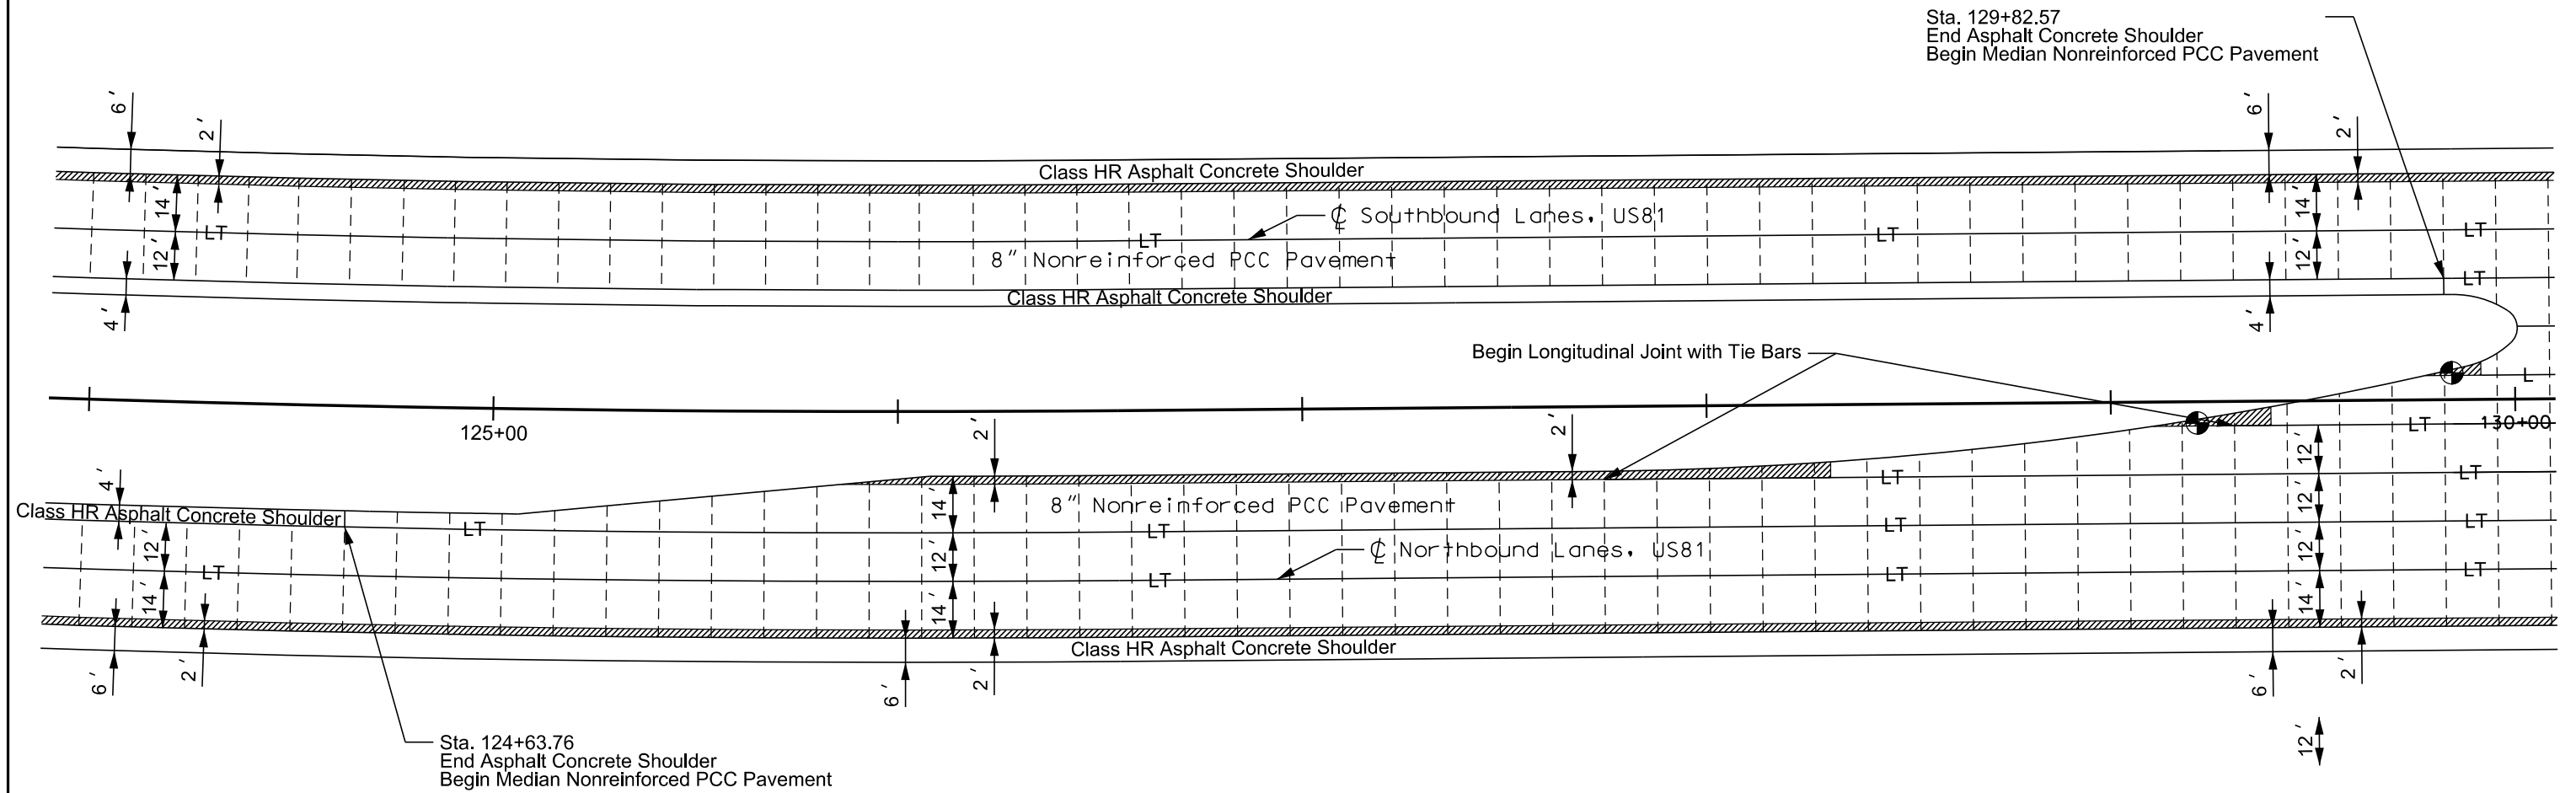 Sta. 129+82.57
End Asphalt Concrete Shoulder
Begin Median Nonreinforced PCC Pavement
6'
2'
6'
2'
Class HR Asphalt Concrete Shoulder
14'
LT
12'
℄ Southbound Lanes, US81
LT
LT
14'
12'
LT
8" Nonreinforced PCC Pavement
LT
Class HR Asphalt Concrete Shoulder
4'
4'
Begin Longitudinal Joint with Tie Bars
L
125+00
2'
2'
LT
130+00
12'
4'
Class HR Asphalt Concrete Shoulder
LT
14'
8" Nonreinforced PCC Pavement
LT
LT
12'
LT
LT
LT
12'
12'
12'
℄ Northbound Lanes, US81
LT
14'
LT
14'
LT
LT
14'
Class HR Asphalt Concrete Shoulder
6'
2'
6'
2'
6'
2'
Sta. 124+63.76
End Asphalt Concrete Shoulder
Begin Median Nonreinforced PCC Pavement
12'